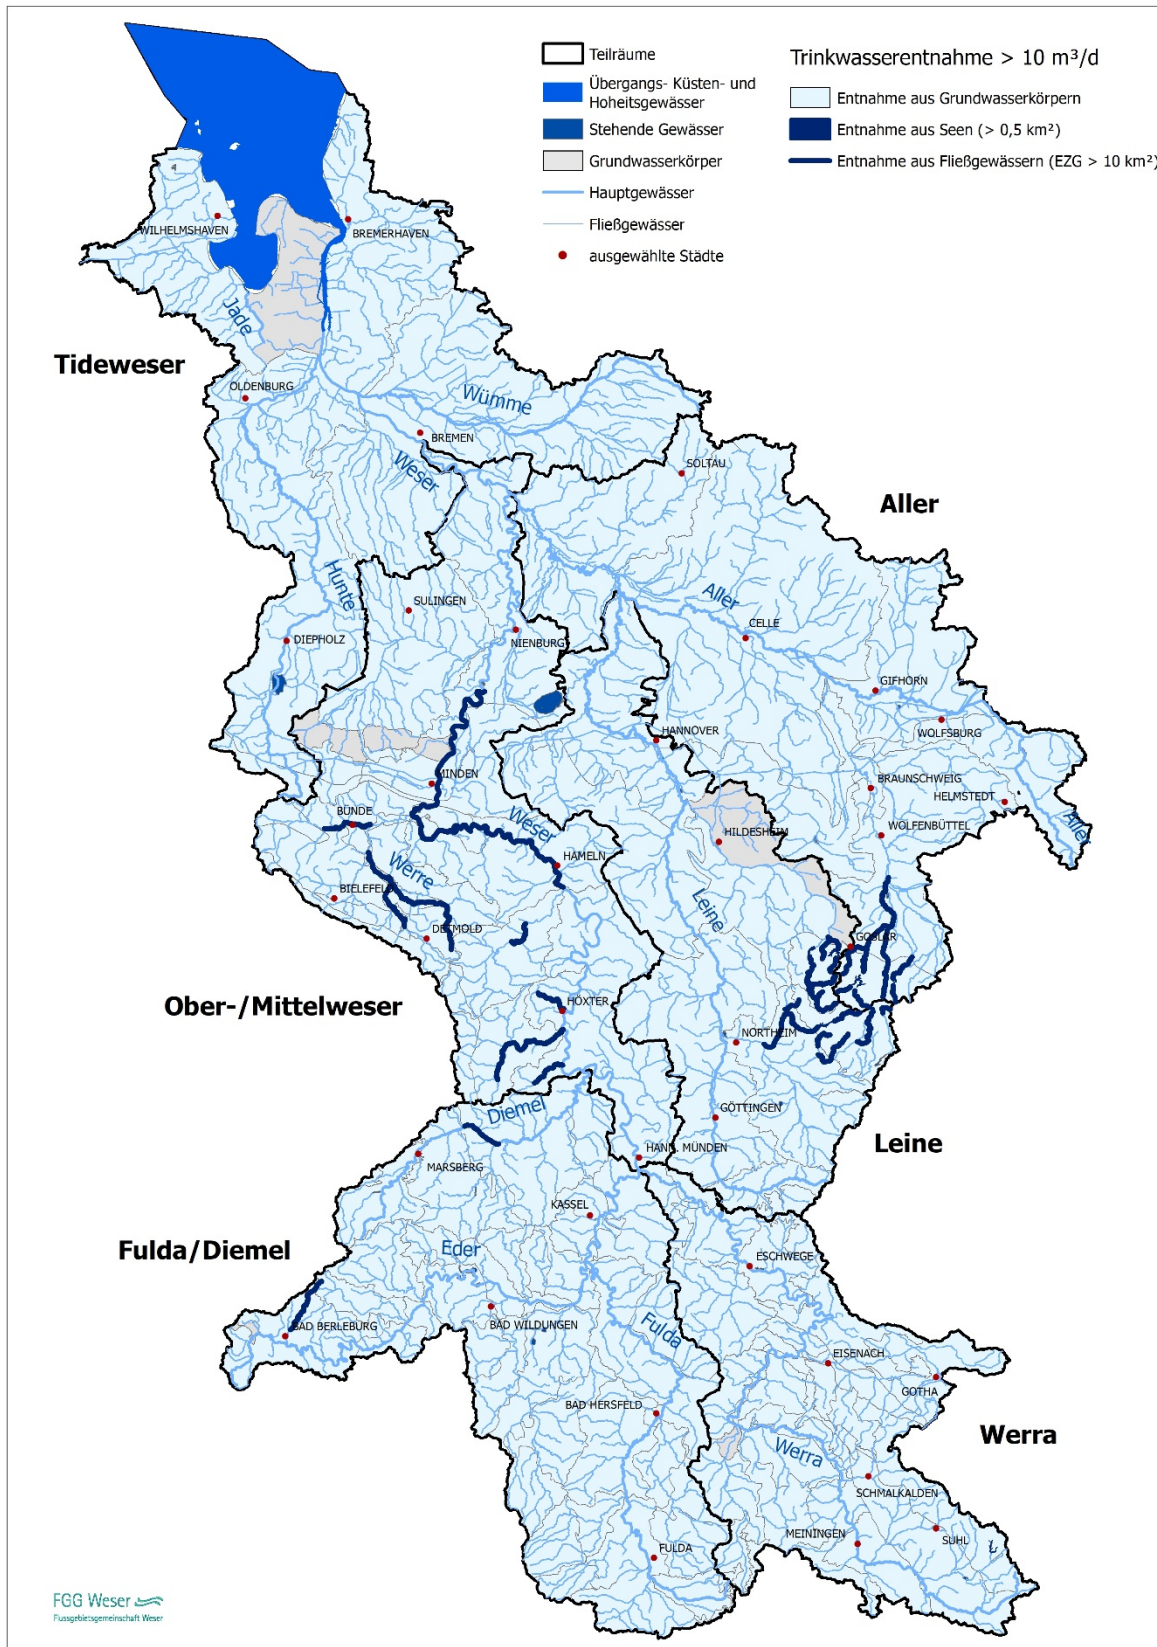 Teilräume
Übergangs- Küsten- und
Hoheitsgewässer
Stehende Gewässer
Grundwasserkörper
Hauptgewässer
Fließgewässer
ausgewählte Städte
Trinkwasserentnahme > 10 m³/d
Entnahme aus Grundwasserkörpern
Entnahme aus Seen (> 0,5 km²)
Entnahme aus Fließgewässern (EZG > 10 km²)
WILHELMSHAVEN
BREMERHAVEN
Jade
Tideweser
OLDENBURG
Wümme
BREMEN
Weser
SOLTAU
Aller
Hunte
SULINGEN
Aller
CELLE
DIEPHOLZ
NIENBURG
GIFHORN
WOLFSBURG
HANNOVER
MINDEN
BRAUNSCHWEIG
HELMSTEDT
BÜNDE
Weser
WOLFENBÜTTEL
Aller
HILDESHEIM
HAMELN
Werre
BIELEFELD
Leine
DETMOLD
GOSLAR
Ober-/Mittelweser
HÖXTER
NORTHEIM
Diemel
GÖTTINGEN
Leine
HANN. MÜNDEN
MARSBERG
KASSEL
Fulda/Diemel
Eder
ESCHWEGE
BAD BERLEBURG
BAD WILDUNGEN
Fulda
EISENACH
GOTHA
BAD HERSFELD
Werra
Werra
SCHMALKALDEN
MEININGEN
SUHL
FULDA
FGG Weser
Flussgebietsgemeinschaft Weser